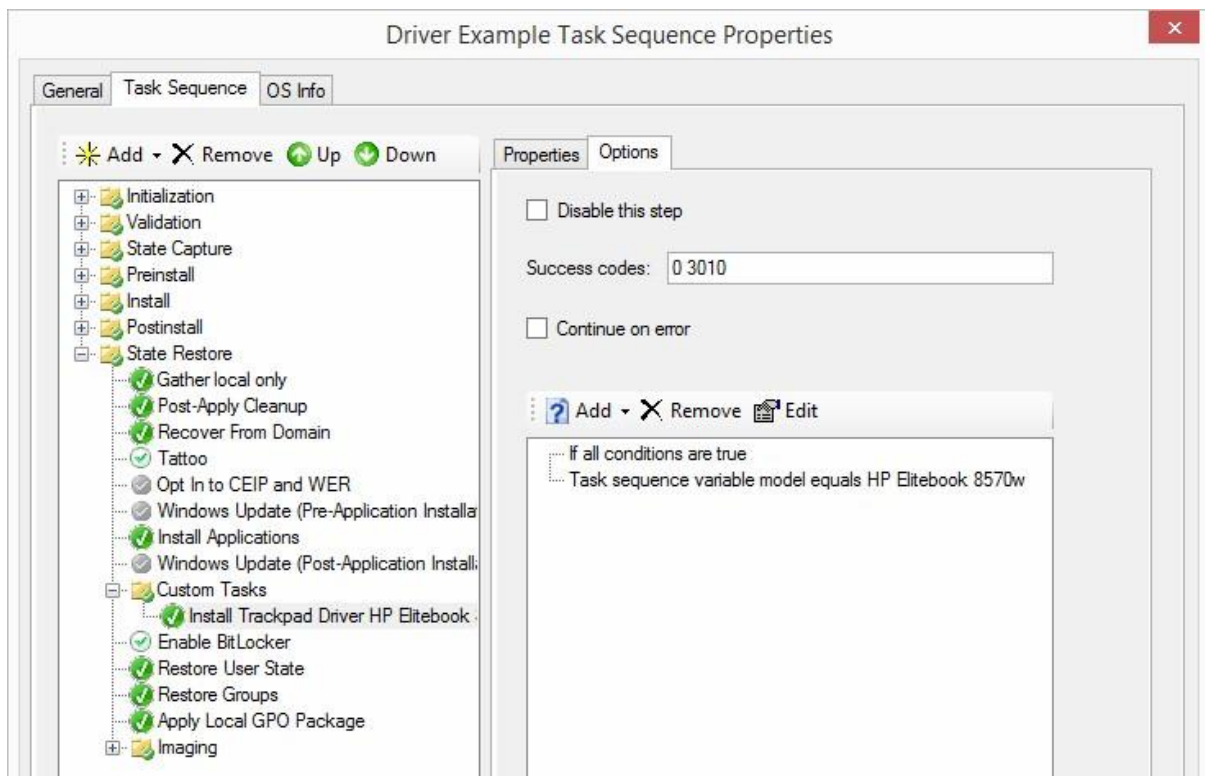 Driver Example Task Sequence Properties
General Task Sequence OS Info
Add Remove Up Down
Initialization
Validation
State Capture
Preinstall
Install
Postinstall
State Restore
Gather local only
Post-Apply Cleanup
Recover From Domain
Tattoo
Opt In to CEIP and WER
Windows Update (Pre-Application Installa
Install Applications
Windows Update (Post-Application Install
Custom Tasks
Install Trackpad Driver HP Elitebook
Enable BitLocker
Restore User State
Restore Groups
Apply Local GPO Package
Imaging
Properties Options
Disable this step
Success codes: 0 3010
Continue on error
Add Remove Edit
If all conditions are true
Task sequence variable model equals HP Elitebook 8570w